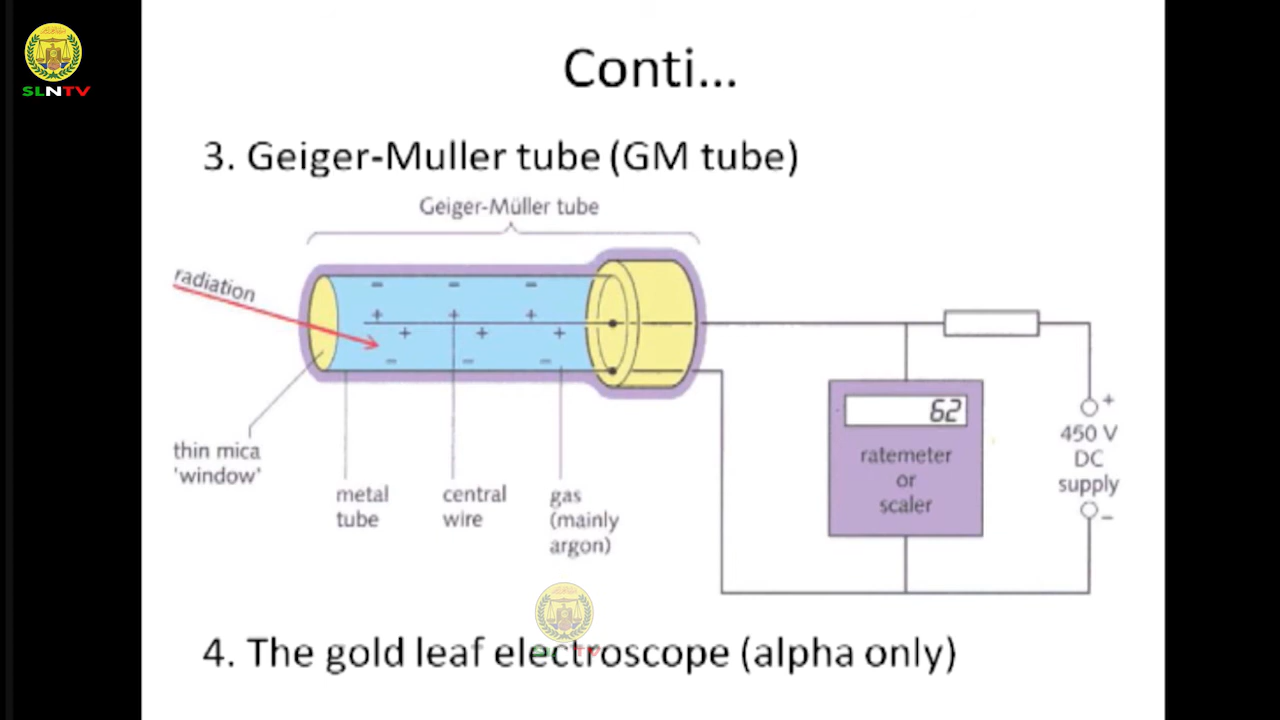 SLNTV
Conti...
3. Geiger-Muller tube (GM tube)
Geiger-Müller tube
radiation
thin mica
'window'
metal
tube
central
wire
gas
(mainly
argon)
62
ratemeter
or
scaler
+
450 V
DC
supply
–
4. The gold leaf electroscope (alpha only)